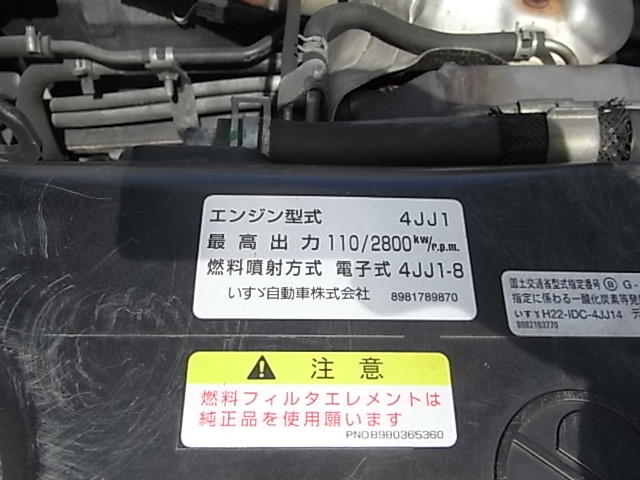 エンジン型式 4JJ1
最高出力 110/2800kw/r.p.m.
燃料噴射方式 電子式 4JJ1-8
いすゞ自動車株式会社 8981789870
国土交通省型式指定番号 Ⓑ G-
指定に係わる一酸化炭素等発
いすゞH22-IDC-4JJ14 デ
8982163770
注意
燃料フィルタエレメントは
純正品を使用願います
PNO8980365360